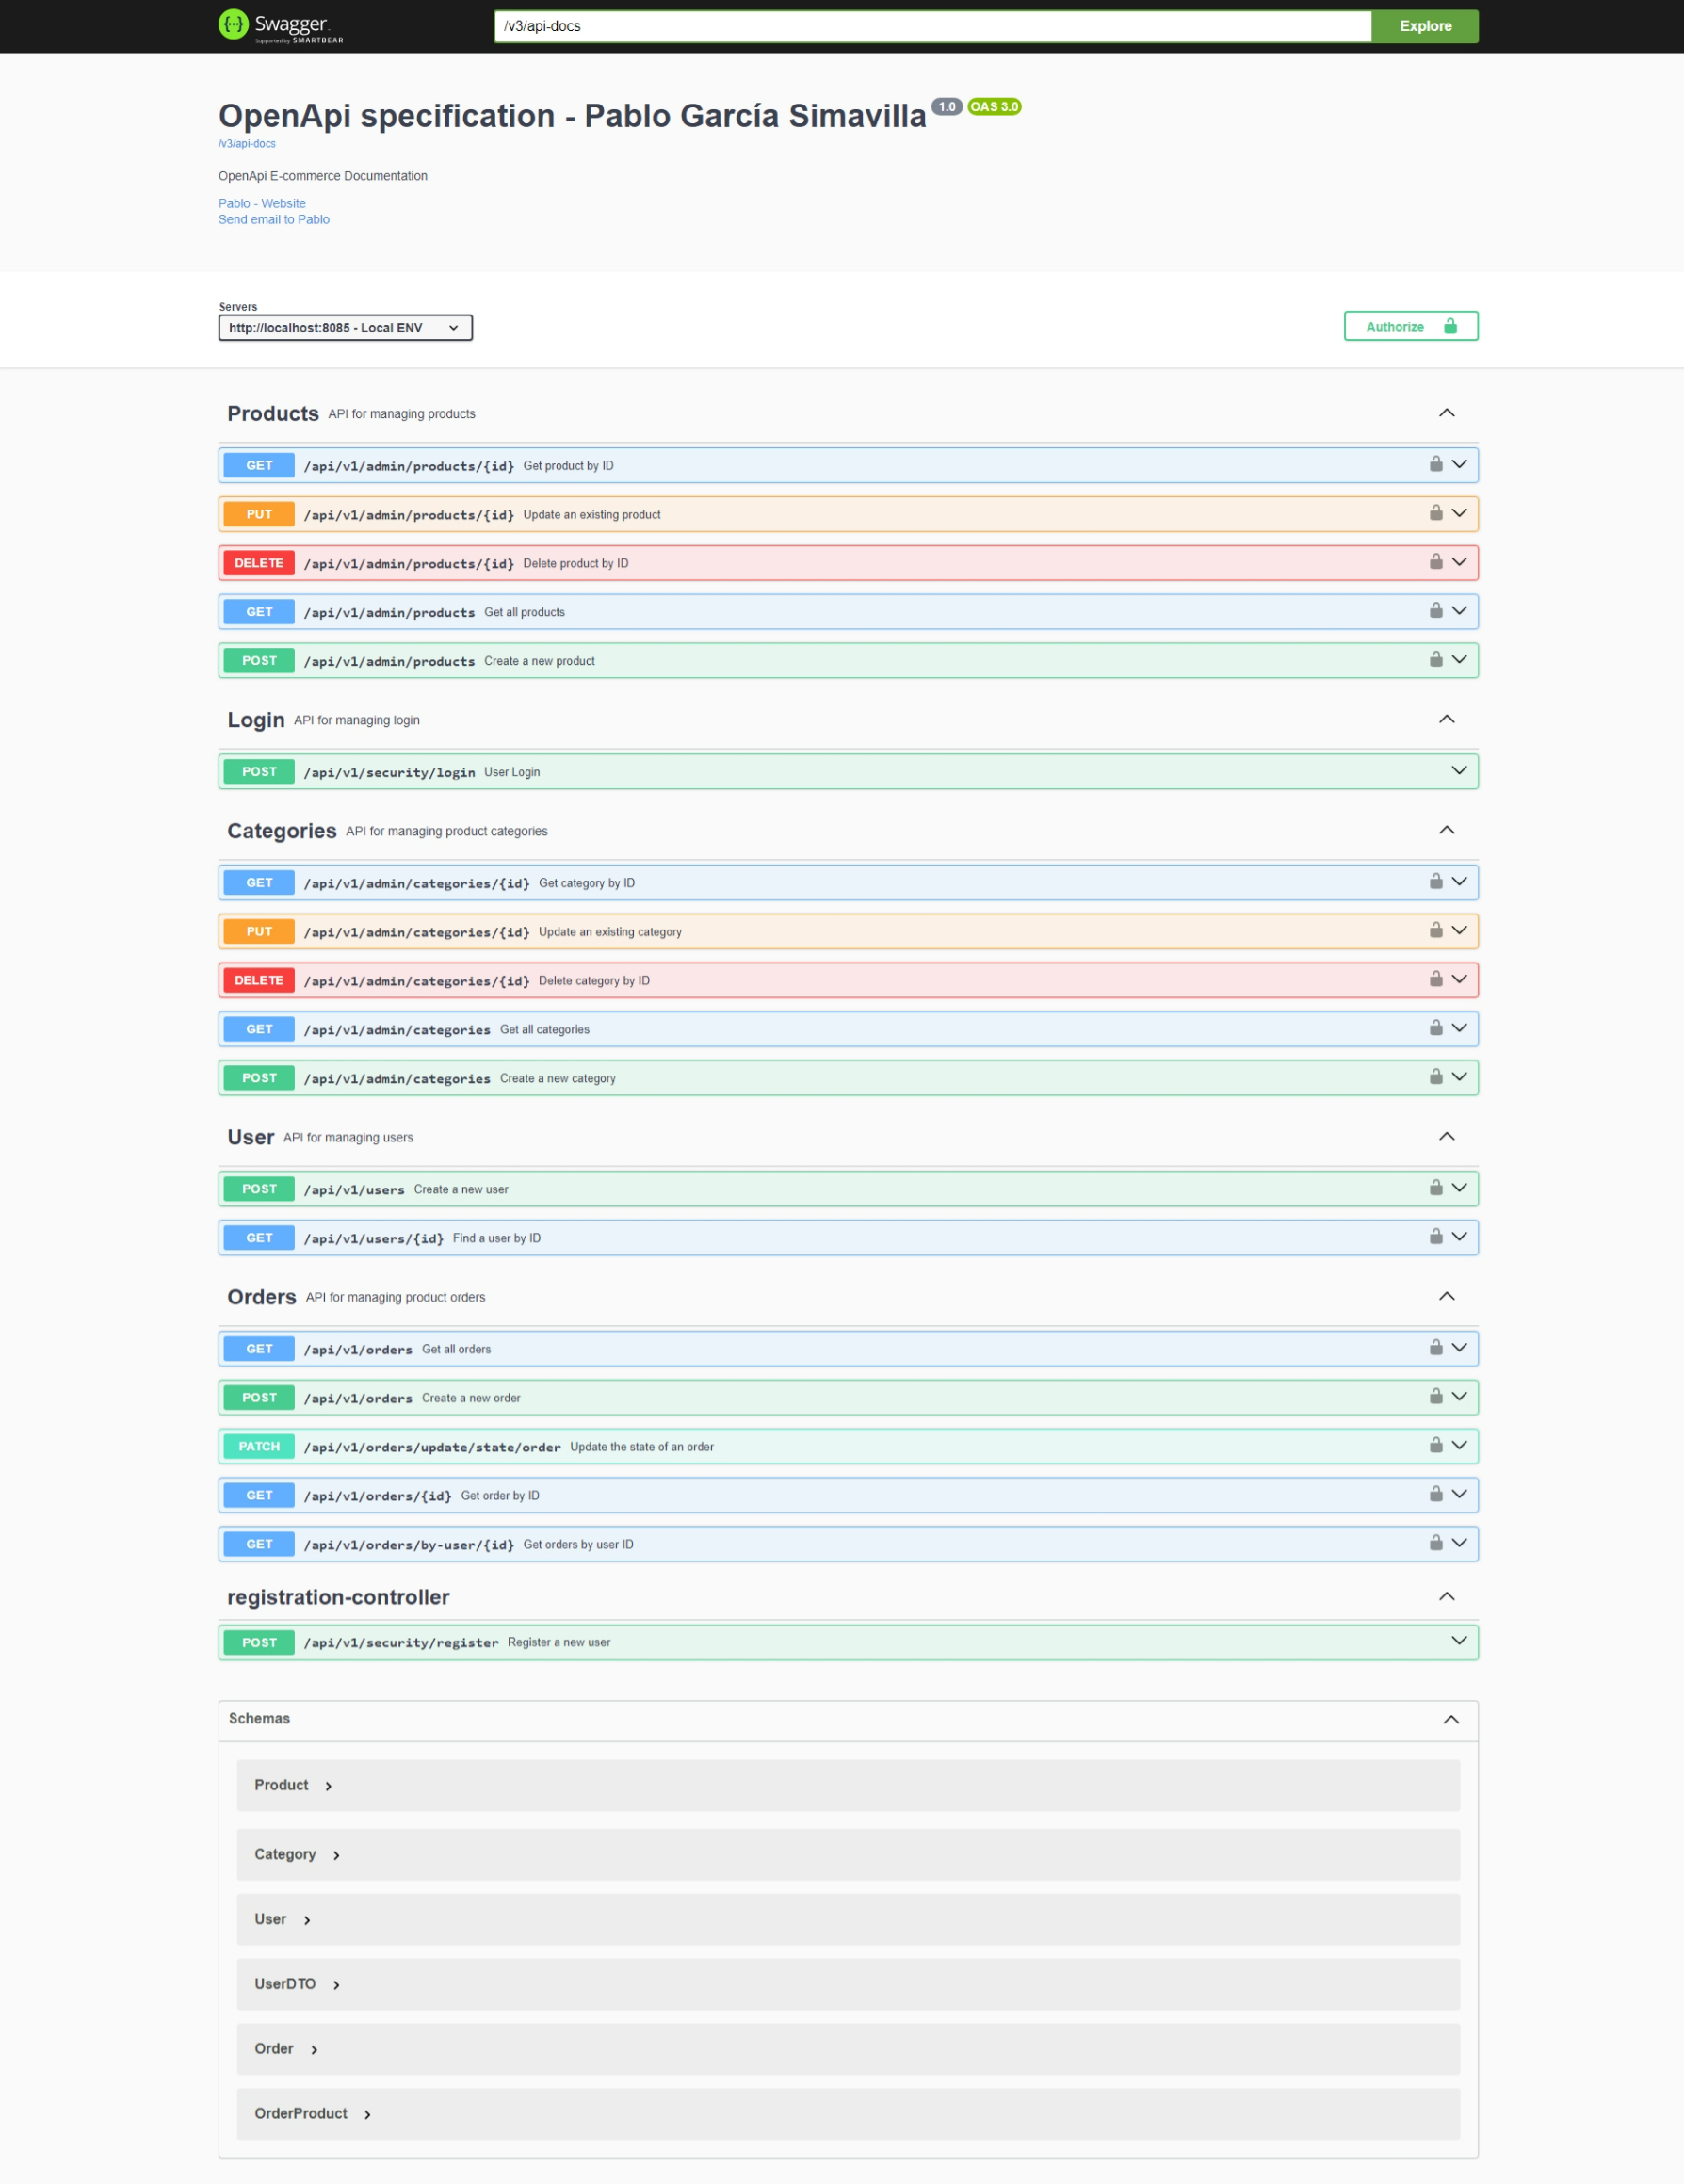 Swagger
Supported by SMARTBEAR
/v3/api-docs
Explore
OpenApi specification - Pablo García Simavilla 1.0 OAS 3.0
/v3/api-docs
OpenApi E-commerce Documentation
Pablo - Website
Send email to Pablo
Servers
http://localhost:8085 - Local ENV
Authorize
Products API for managing products
GET /api/v1/admin/products/{id} Get product by ID
PUT /api/v1/admin/products/{id} Update an existing product
DELETE /api/v1/admin/products/{id} Delete product by ID
GET /api/v1/admin/products Get all products
POST /api/v1/admin/products Create a new product
Login API for managing login
POST /api/v1/security/login User Login
Categories API for managing product categories
GET /api/v1/admin/categories/{id} Get category by ID
PUT /api/v1/admin/categories/{id} Update an existing category
DELETE /api/v1/admin/categories/{id} Delete category by ID
GET /api/v1/admin/categories Get all categories
POST /api/v1/admin/categories Create a new category
User API for managing users
POST /api/v1/users Create a new user
GET /api/v1/users/{id} Find a user by ID
Orders API for managing product orders
GET /api/v1/orders Get all orders
POST /api/v1/orders Create a new order
PATCH /api/v1/orders/update/state/order Update the state of an order
GET /api/v1/orders/{id} Get order by ID
GET /api/v1/orders/by-user/{id} Get orders by user ID
registration-controller
POST /api/v1/security/register Register a new user
Schemas
Product
Category
User
UserDTO
Order
OrderProduct